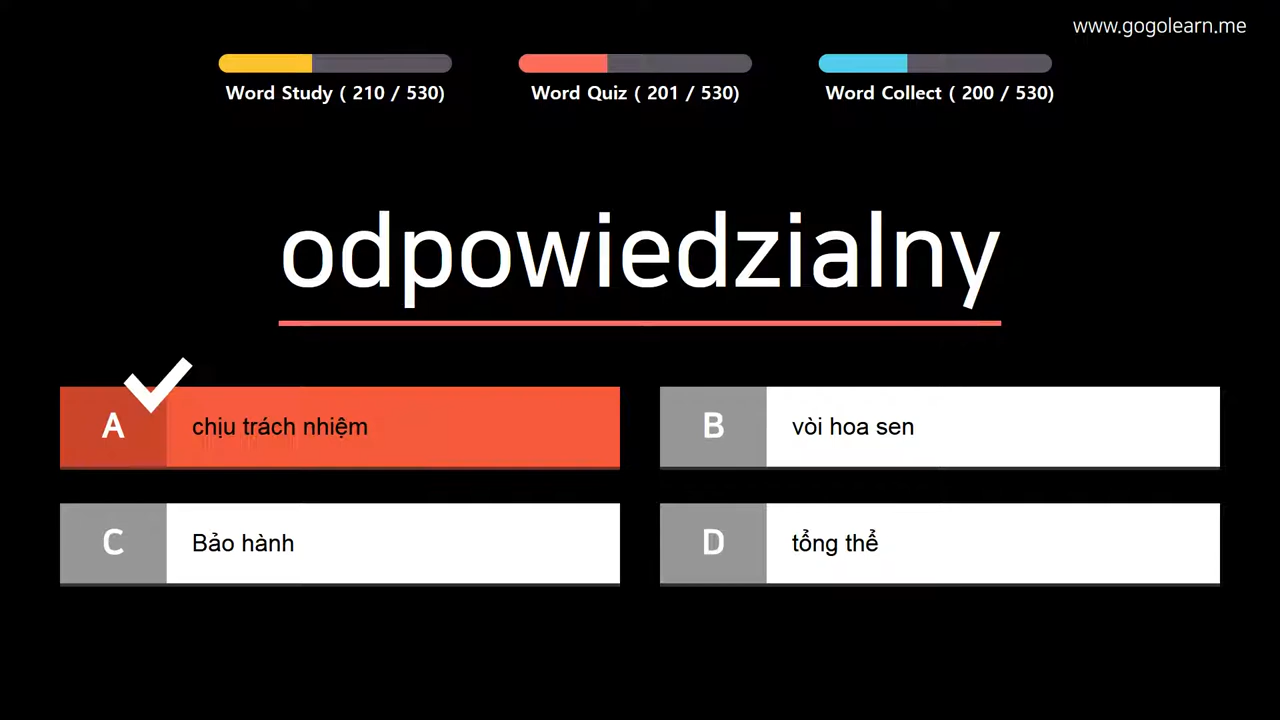 www.gogolearn.me
Word Study ( 210 / 530)
Word Quiz ( 201 / 530)
Word Collect ( 200 / 530)
odpowiedzialny
A chịu trách nhiệm
B vòi hoa sen
C Bảo hành
D tổng thể